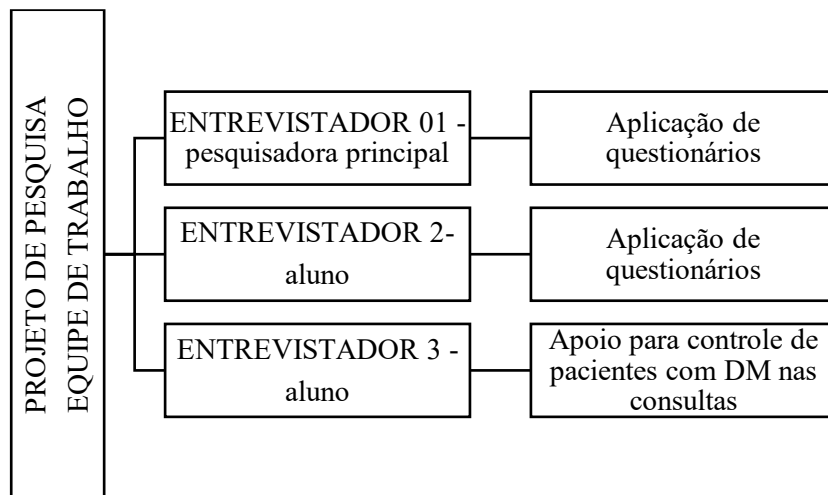 PROJETO DE PESQUISA
EQUIPE DE TRABALHO
ENTREVISTADOR 01 -
pesquisadora principal
Aplicação de
questionários
ENTREVISTADOR 2-
aluno
Aplicação de
questionários
ENTREVISTADOR 3 -
aluno
Apoio para controle de
pacientes com DM nas
consultas